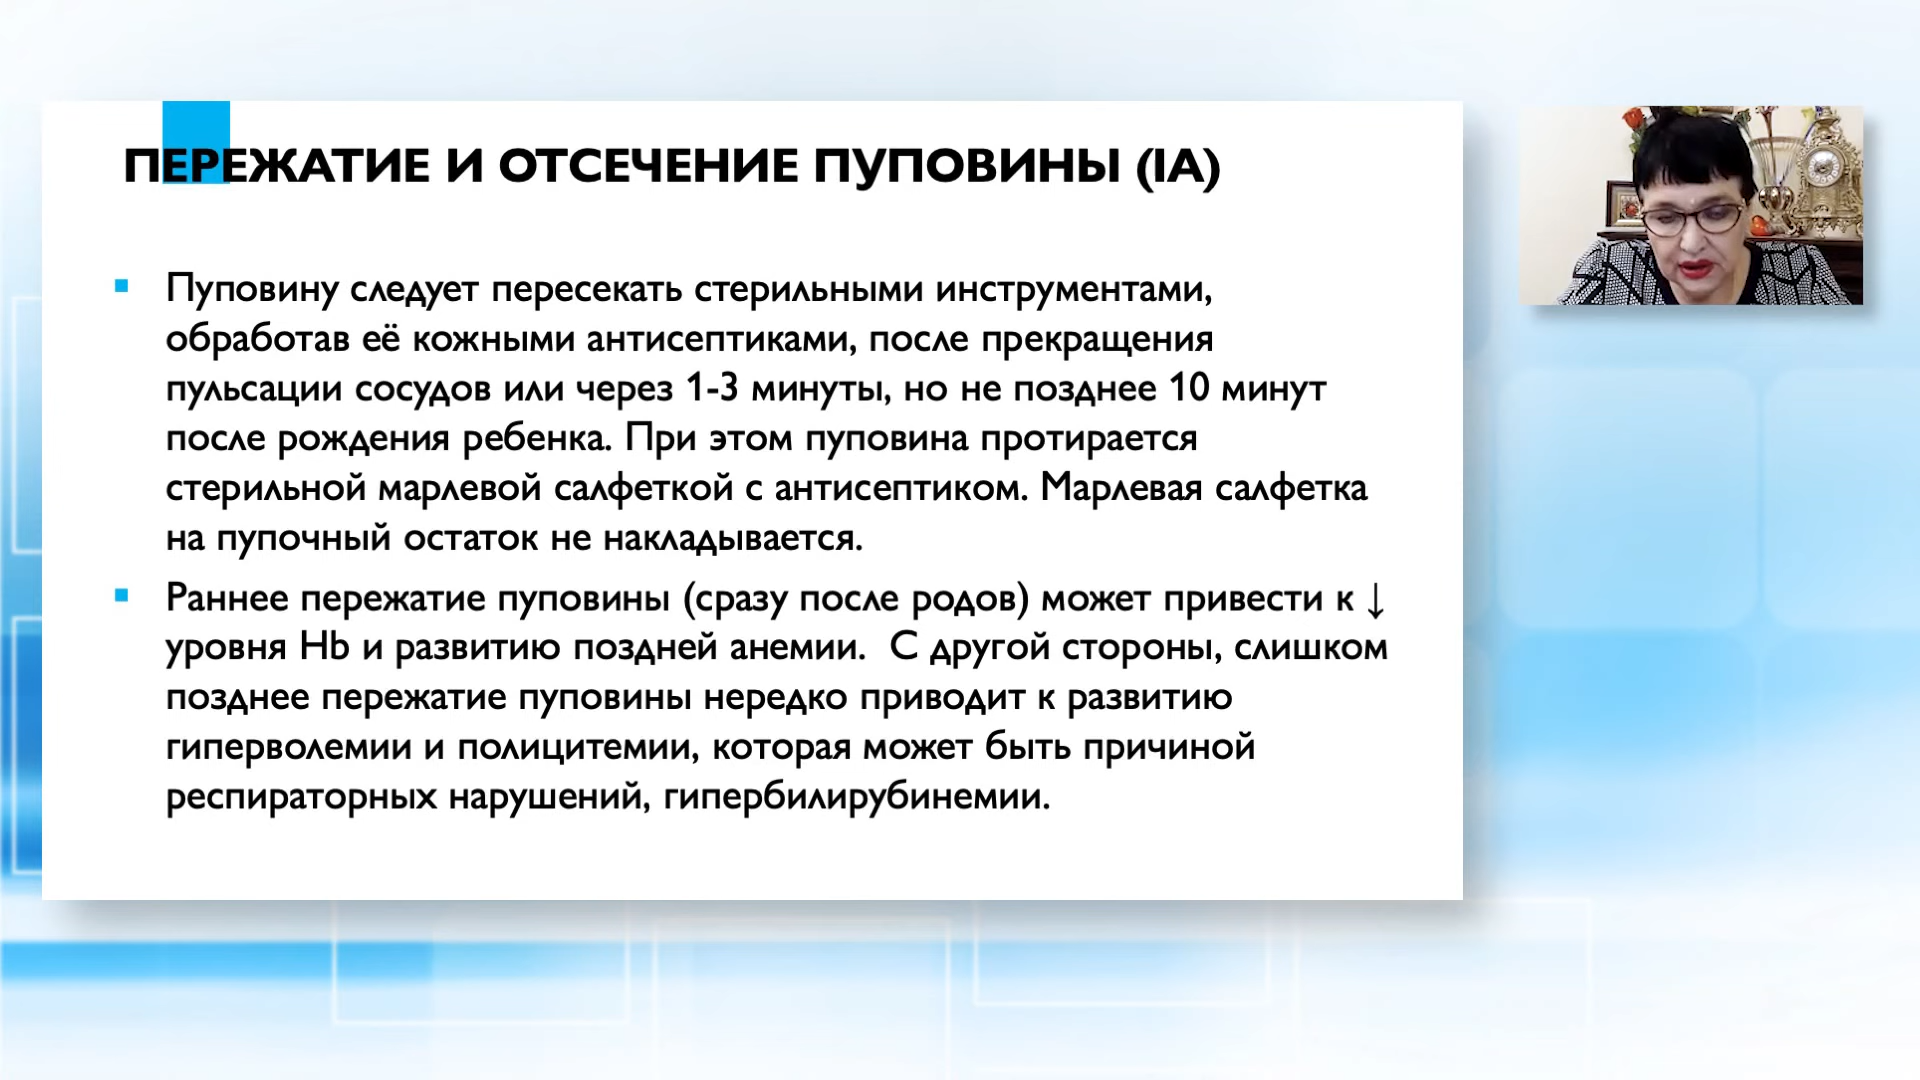 ПЕРЕЖАТИЕ И ОТСЕЧЕНИЕ ПУПОВИНЫ (IA)
Пуповину следует пересекать стерильными инструментами,
обработав её кожными антисептиками, после прекращения
пульсации сосудов или через 1-3 минуты, но не позднее 10 минут
после рождения ребенка. При этом пуповина протирается
стерильной марлевой салфеткой с антисептиком. Марлевая салфетка
на пупочный остаток не накладывается.
Раннее пережатие пуповины (сразу после родов) может привести к ↓
уровня Hb и развитию поздней анемии. С другой стороны, слишком
позднее пережатие пуповины нередко приводит к развитию
гиперволемии и полицитемии, которая может быть причиной
респираторных нарушений, гипербилирубинемии.